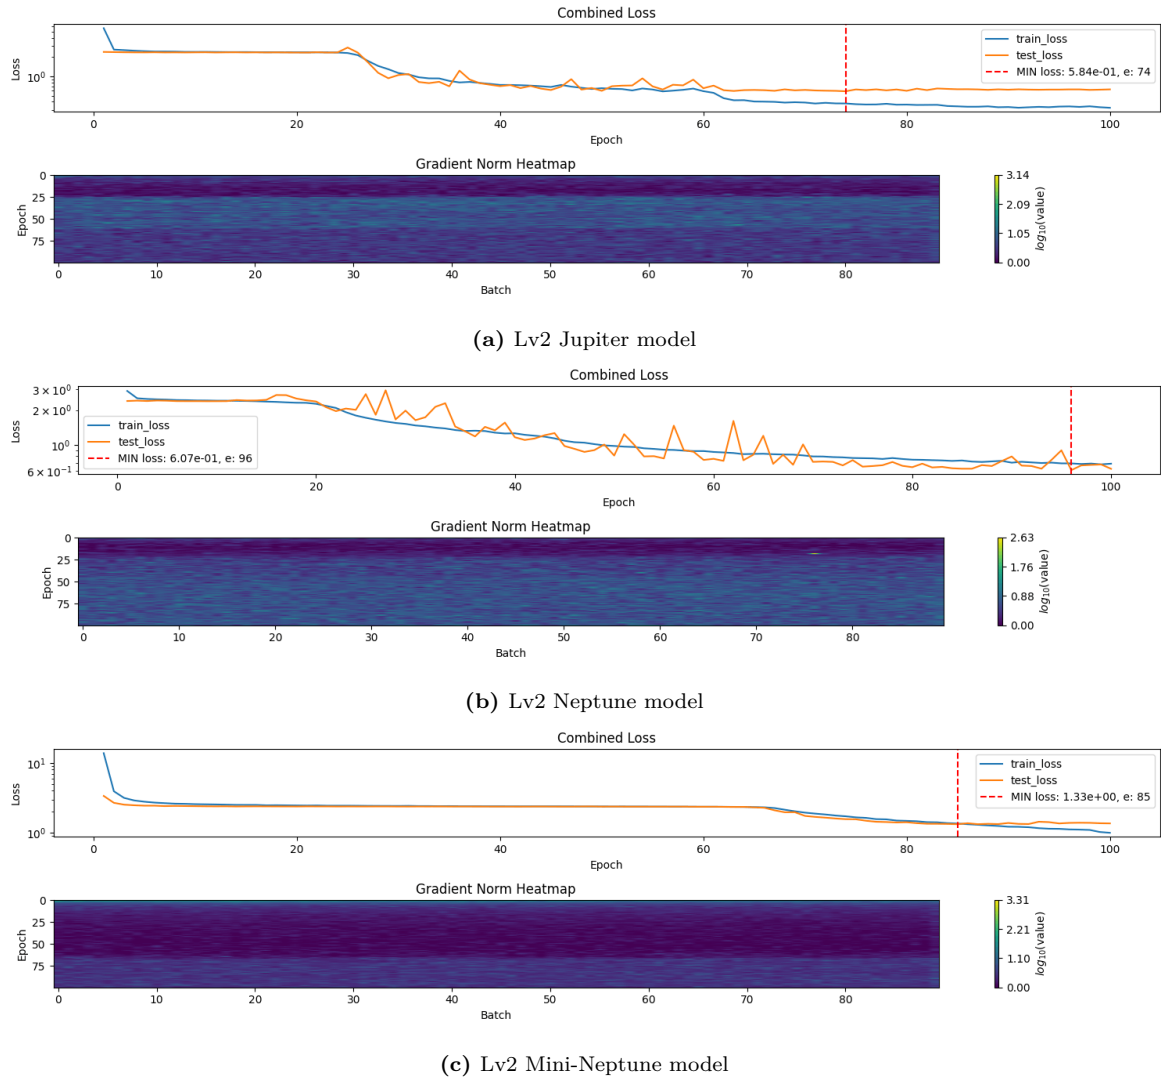 Combined Loss
Loss
10⁰
train_loss
test_loss
MIN loss: 5.84e-01, e: 74
0 20 40 60 80 100
Epoch
Gradient Norm Heatmap
Epoch
0
25
50
75
0 10 20 30 40 50 60 70 80
Batch
3.14
2.09
1.05
0.00
log₁₀(value)
(a) Lv2 Jupiter model
Combined Loss
Loss
3 × 10⁰
2 × 10⁰
10⁰
6 × 10⁻¹
train_loss
test_loss
MIN loss: 6.07e-01, e: 96
0 20 40 60 80 100
Epoch
Gradient Norm Heatmap
Epoch
0
25
50
75
0 10 20 30 40 50 60 70 80
Batch
2.63
1.76
0.88
0.00
log₁₀(value)
(b) Lv2 Neptune model
Combined Loss
Loss
10¹
10⁰
train_loss
test_loss
MIN loss: 1.33e+00, e: 85
0 20 40 60 80 100
Epoch
Gradient Norm Heatmap
Epoch
0
25
50
75
0 10 20 30 40 50 60 70 80
Batch
3.31
2.21
1.10
0.00
log₁₀(value)
(c) Lv2 Mini-Neptune model